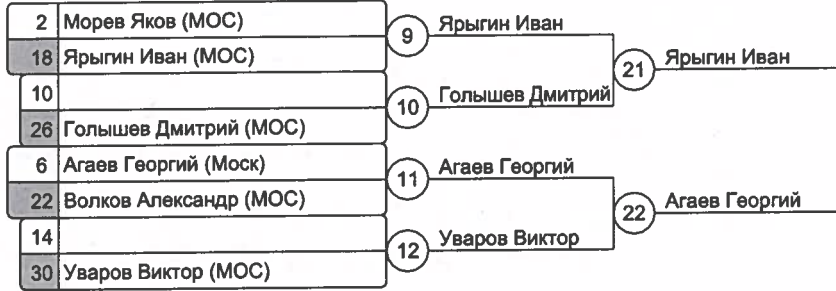 2 Морев Яков (МОС)
18 Ярыгин Иван (МОС)
9 Ярыгин Иван
21 Ярыгин Иван
10
26 Голышев Дмитрий (МОС)
10 Голышев Дмитрий
6 Агаев Георгий (Моск)
22 Волков Александр (МОС)
11 Агаев Георгий
22 Агаев Георгий
14
30 Уваров Виктор (МОС)
12 Уваров Виктор